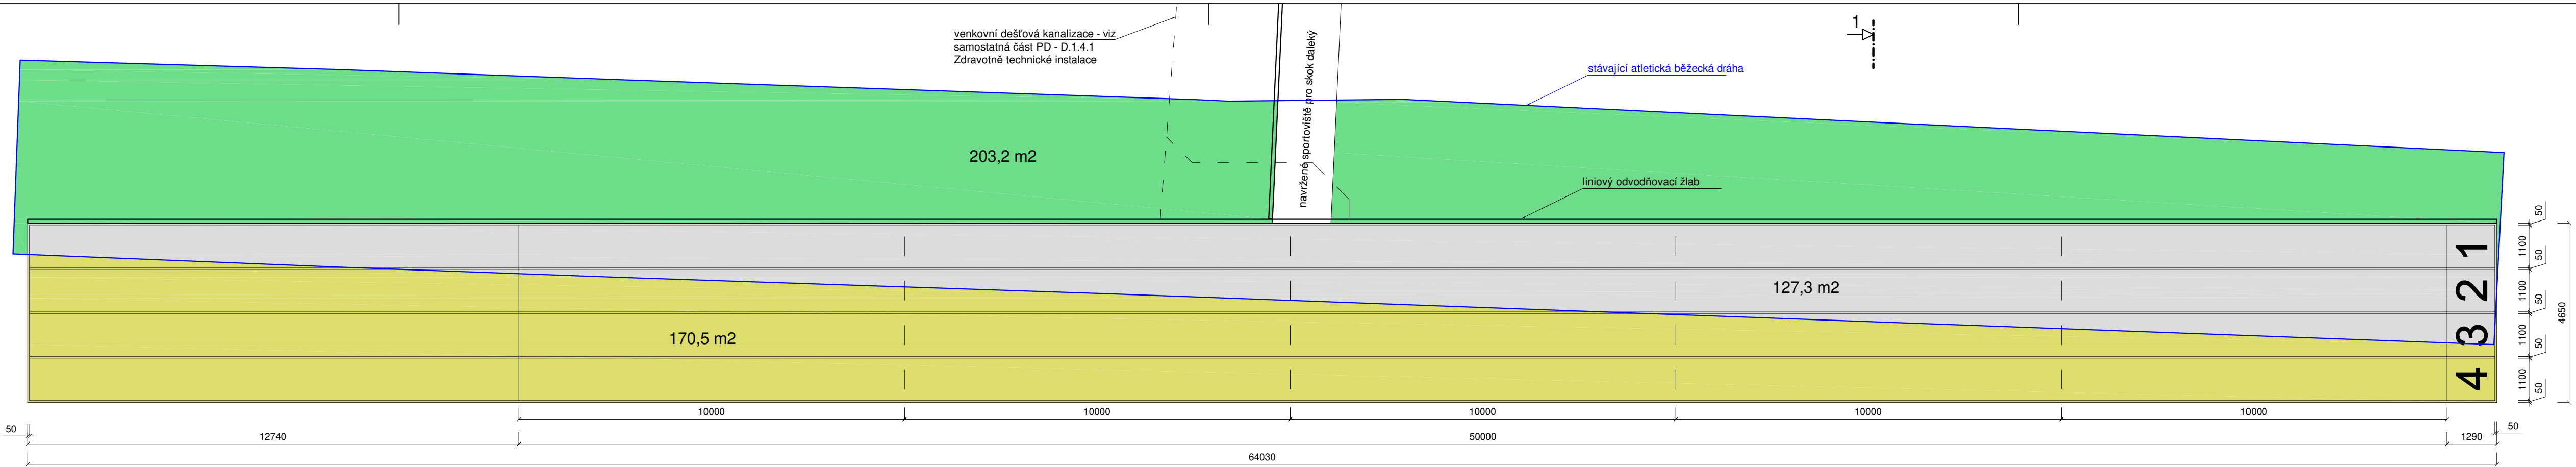 venkovní dešťová kanalizace - viz
samostatná část PD - D.1.4.1
Zdravotně technické instalace
navržené sportoviště pro skok daleký
1
stávající atletická běžecká dráha
203,2 m2
liniový odvodňovací žlab
127,3 m2
170,5 m2
1
2
3
4
50
1100
50
1100
50
1100
50
1100
50
4650
10000
10000
10000
10000
10000
50
12740
50000
1290
50
64030